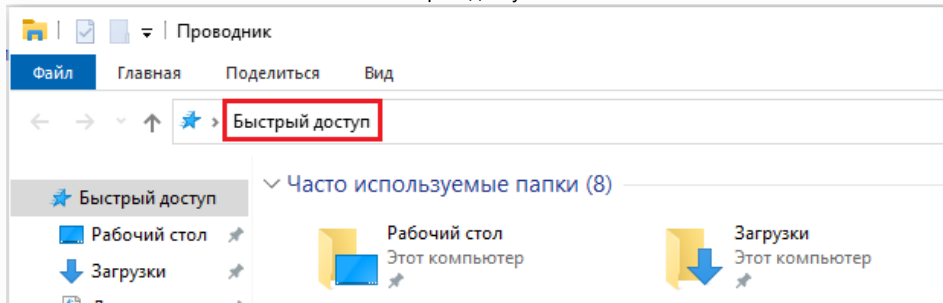 Проводник
Файл Главная Поделиться Вид
Быстрый доступ
Быстрый доступ
Часто используемые папки (8)
Рабочий стол
Загрузки
Рабочий стол
Этот компьютер
Загрузки
Этот компьютер